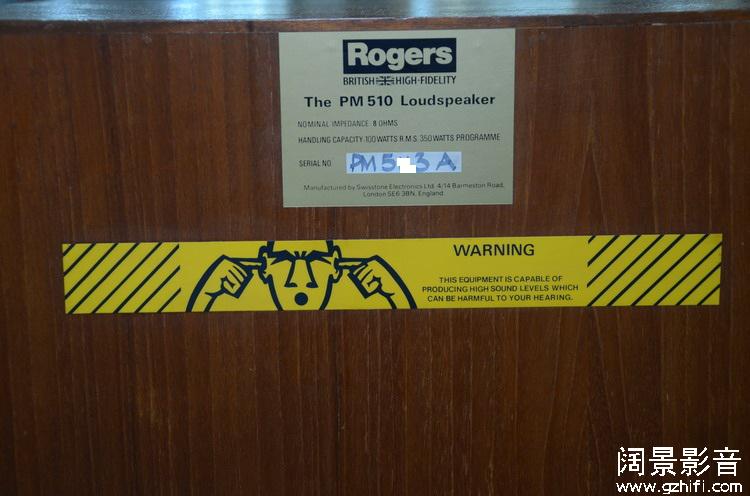 Rogers
BRITISH HIGH-FIDELITY
The PM 510 Loudspeaker
NOMINAL IMPEDANCE 8 OHMS
HANDLING CAPACITY 100 WATTS R.M.S. 350 WATTS PROGRAMME
SERIAL NO. PM5 3 A
Manufactured by Swisstone Electronics Ltd. 4/14 Barmeston Road,
London SE6 3BN, England.
WARNING
THIS EQUIPMENT IS CAPABLE OF
PRODUCING HIGH SOUND LEVELS WHICH
CAN BE HARMFUL TO YOUR HEARING.
阔景影音
www.gzhifi.com